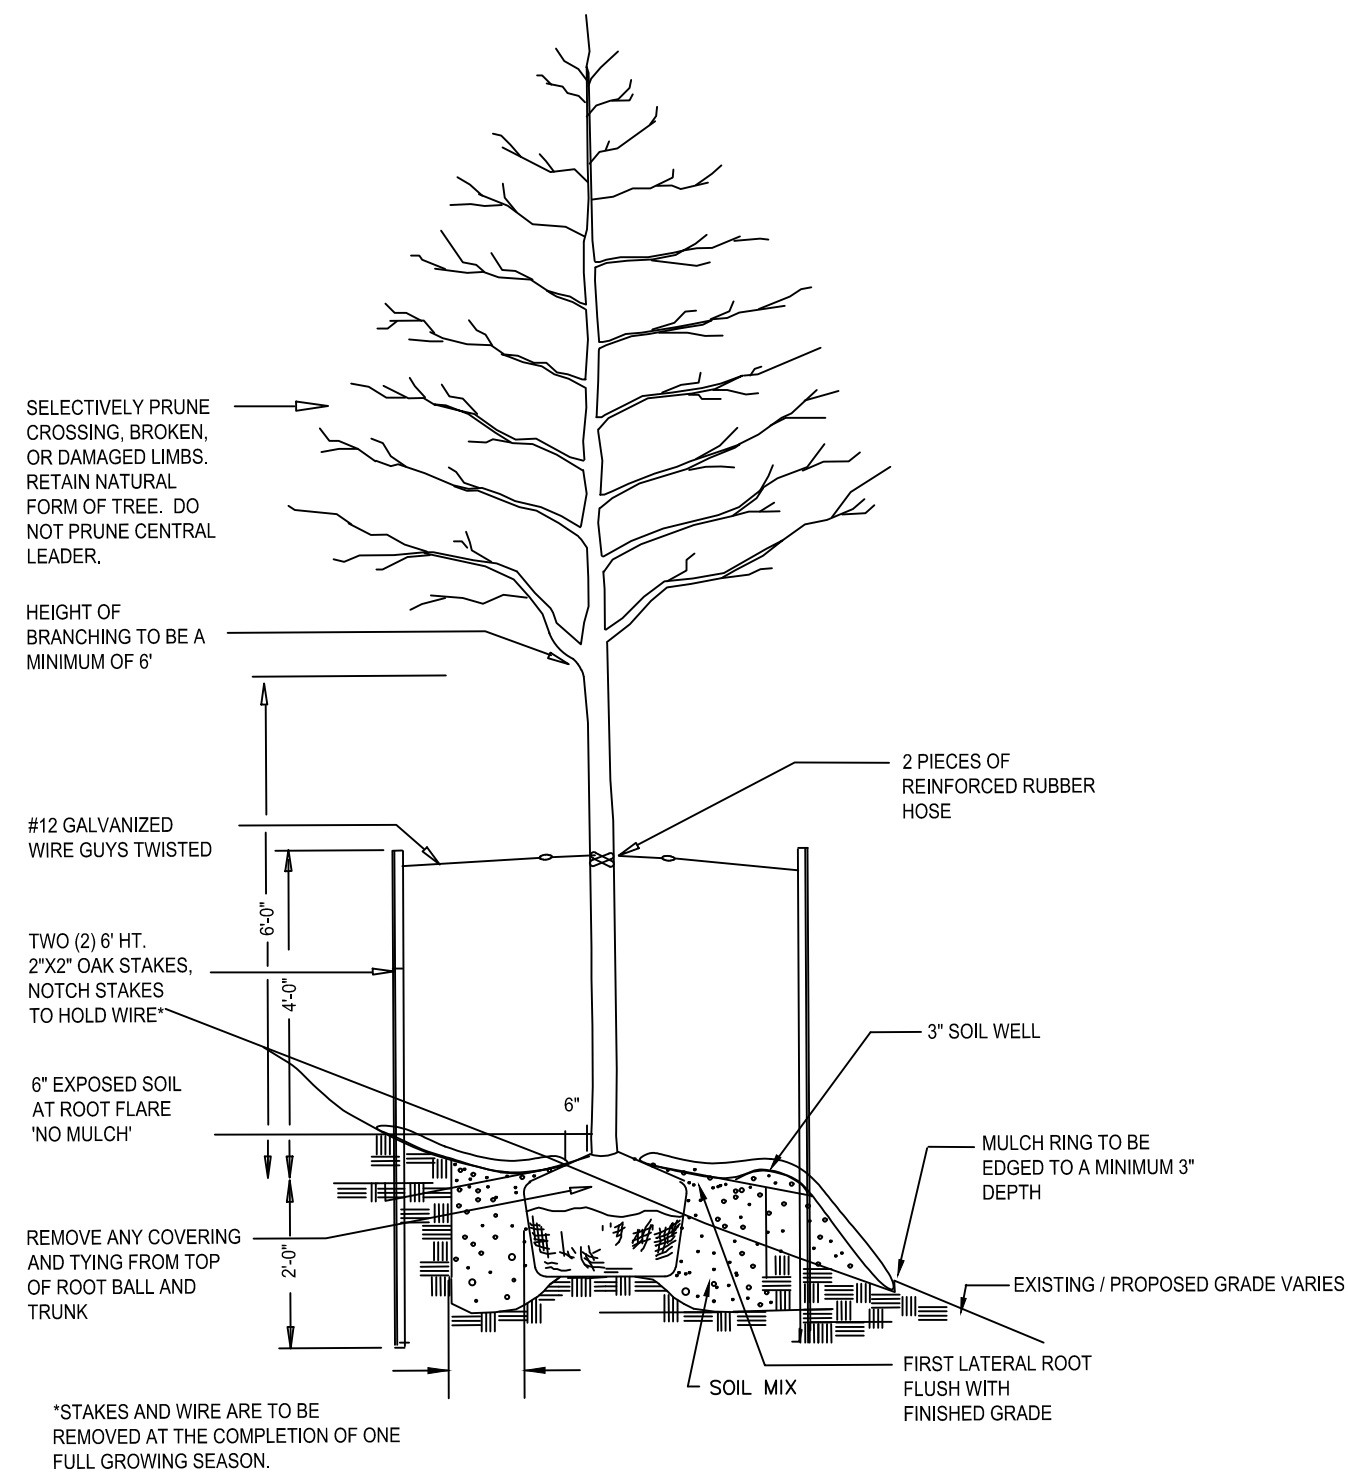 SELECTIVELY PRUNE
CROSSING, BROKEN,
OR DAMAGED LIMBS.
RETAIN NATURAL
FORM OF TREE. DO
NOT PRUNE CENTRAL
LEADER.
HEIGHT OF
BRANCHING TO BE A
MINIMUM OF 6'
2 PIECES OF
REINFORCED RUBBER
HOSE
#12 GALVANIZED
WIRE GUYS TWISTED
6'-0"
TWO (2) 6' HT.
2"X2" OAK STAKES,
NOTCH STAKES
TO HOLD WIRE*
4'-0"
3" SOIL WELL
6" EXPOSED SOIL
AT ROOT FLARE
'NO MULCH'
6"
MULCH RING TO BE
EDGED TO A MINIMUM 3"
DEPTH
REMOVE ANY COVERING
AND TYING FROM TOP
OF ROOT BALL AND
TRUNK
2'-0"
EXISTING / PROPOSED GRADE VARIES
FIRST LATERAL ROOT
FLUSH WITH
FINISHED GRADE
SOIL MIX
*STAKES AND WIRE ARE TO BE
REMOVED AT THE COMPLETION OF ONE
FULL GROWING SEASON.